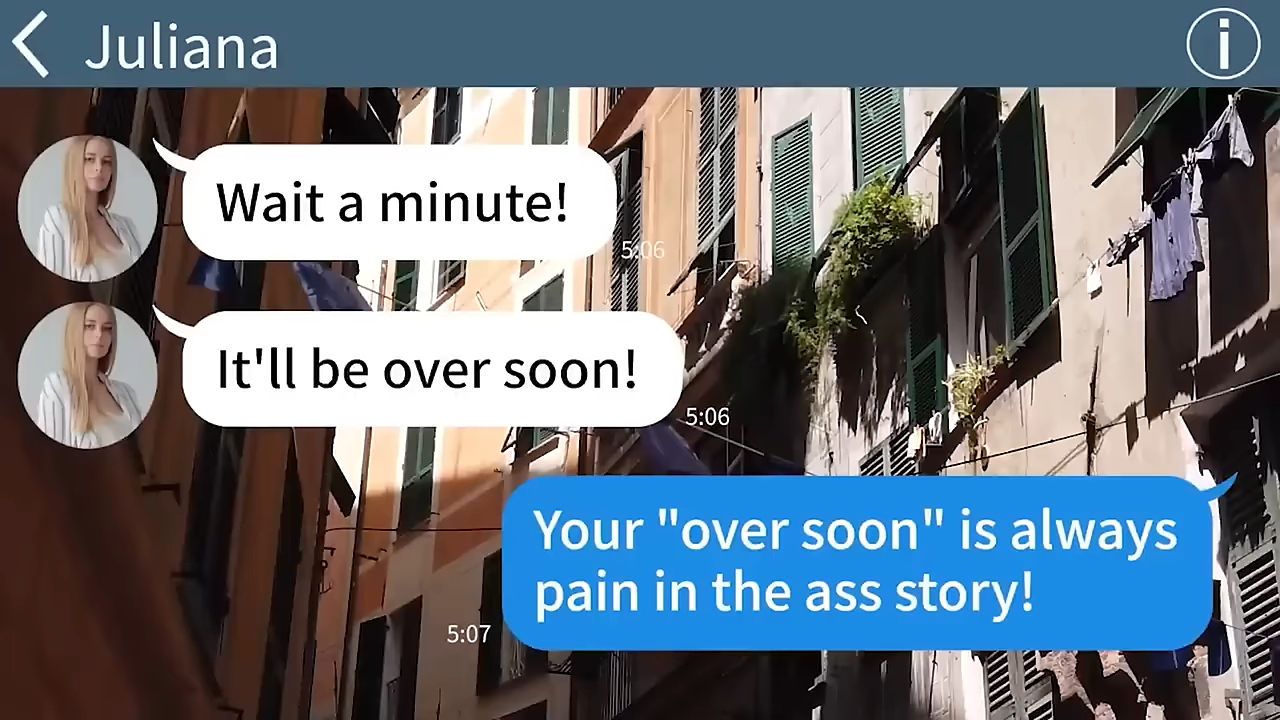 Juliana
Wait a minute!
5:06
It'll be over soon!
5:06
Your "over soon" is always
pain in the ass story!
5:07